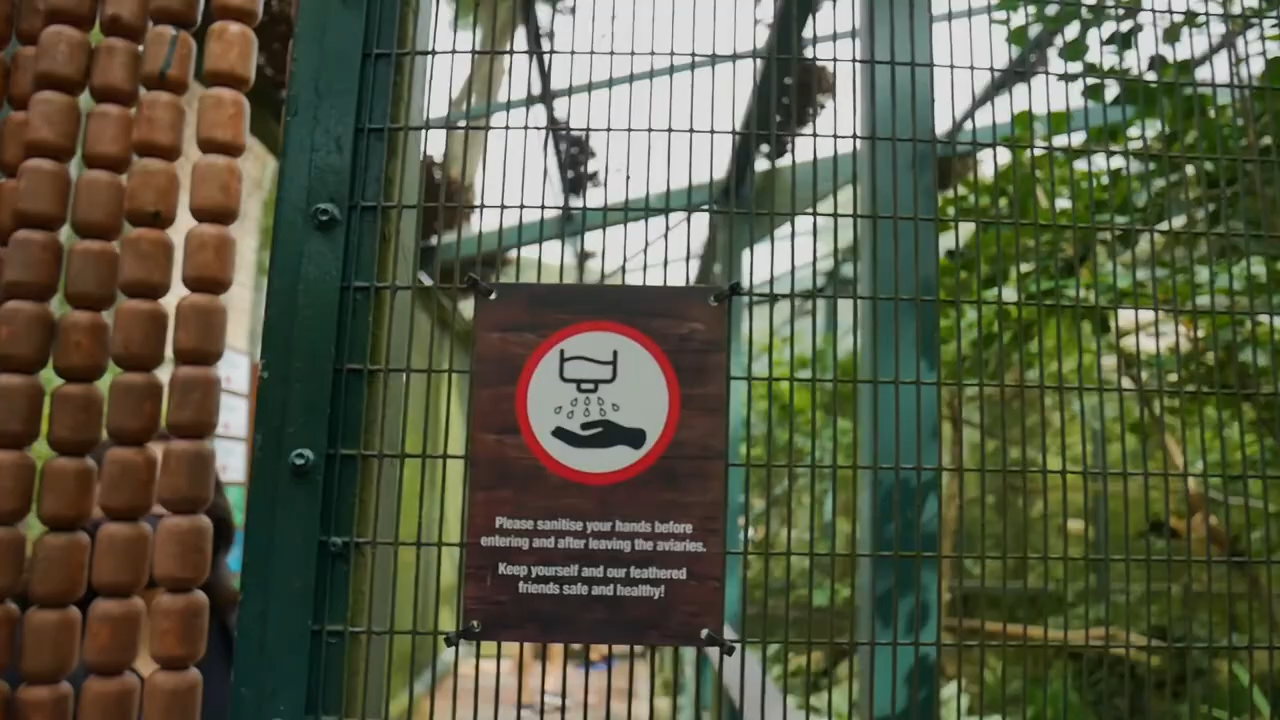 Please sanitise your hands before
entering and after leaving the aviaries.
Keep yourself and our feathered
friends safe and healthy!